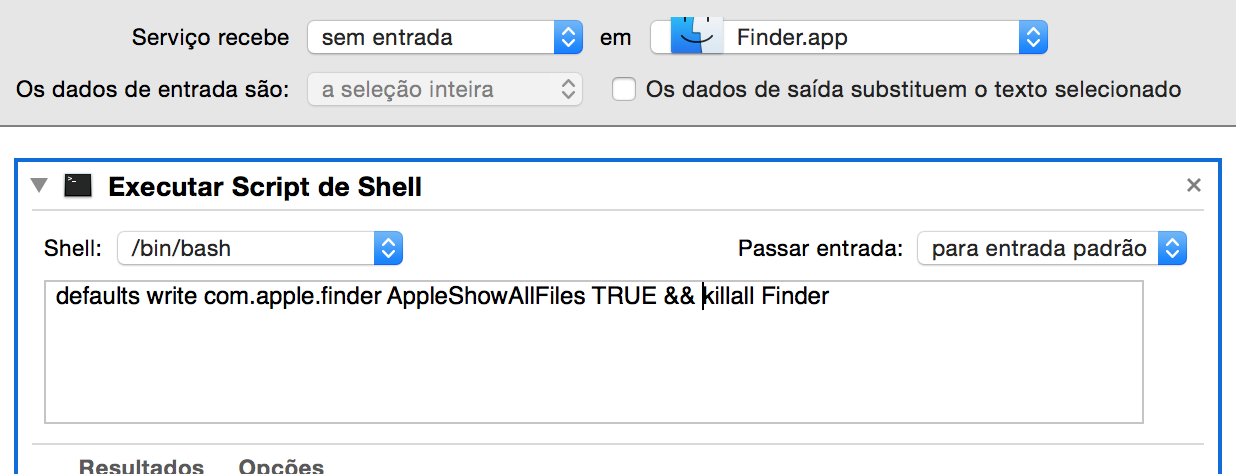 Serviço recebe sem entrada em Finder.app
Os dados de entrada são: a seleção inteira Os dados de saída substituem o texto selecionado
Executar Script de Shell
Shell: /bin/bash Passar entrada: para entrada padrão
defaults write com.apple.finder AppleShowAllFiles TRUE && killall Finder
Resultados Opções